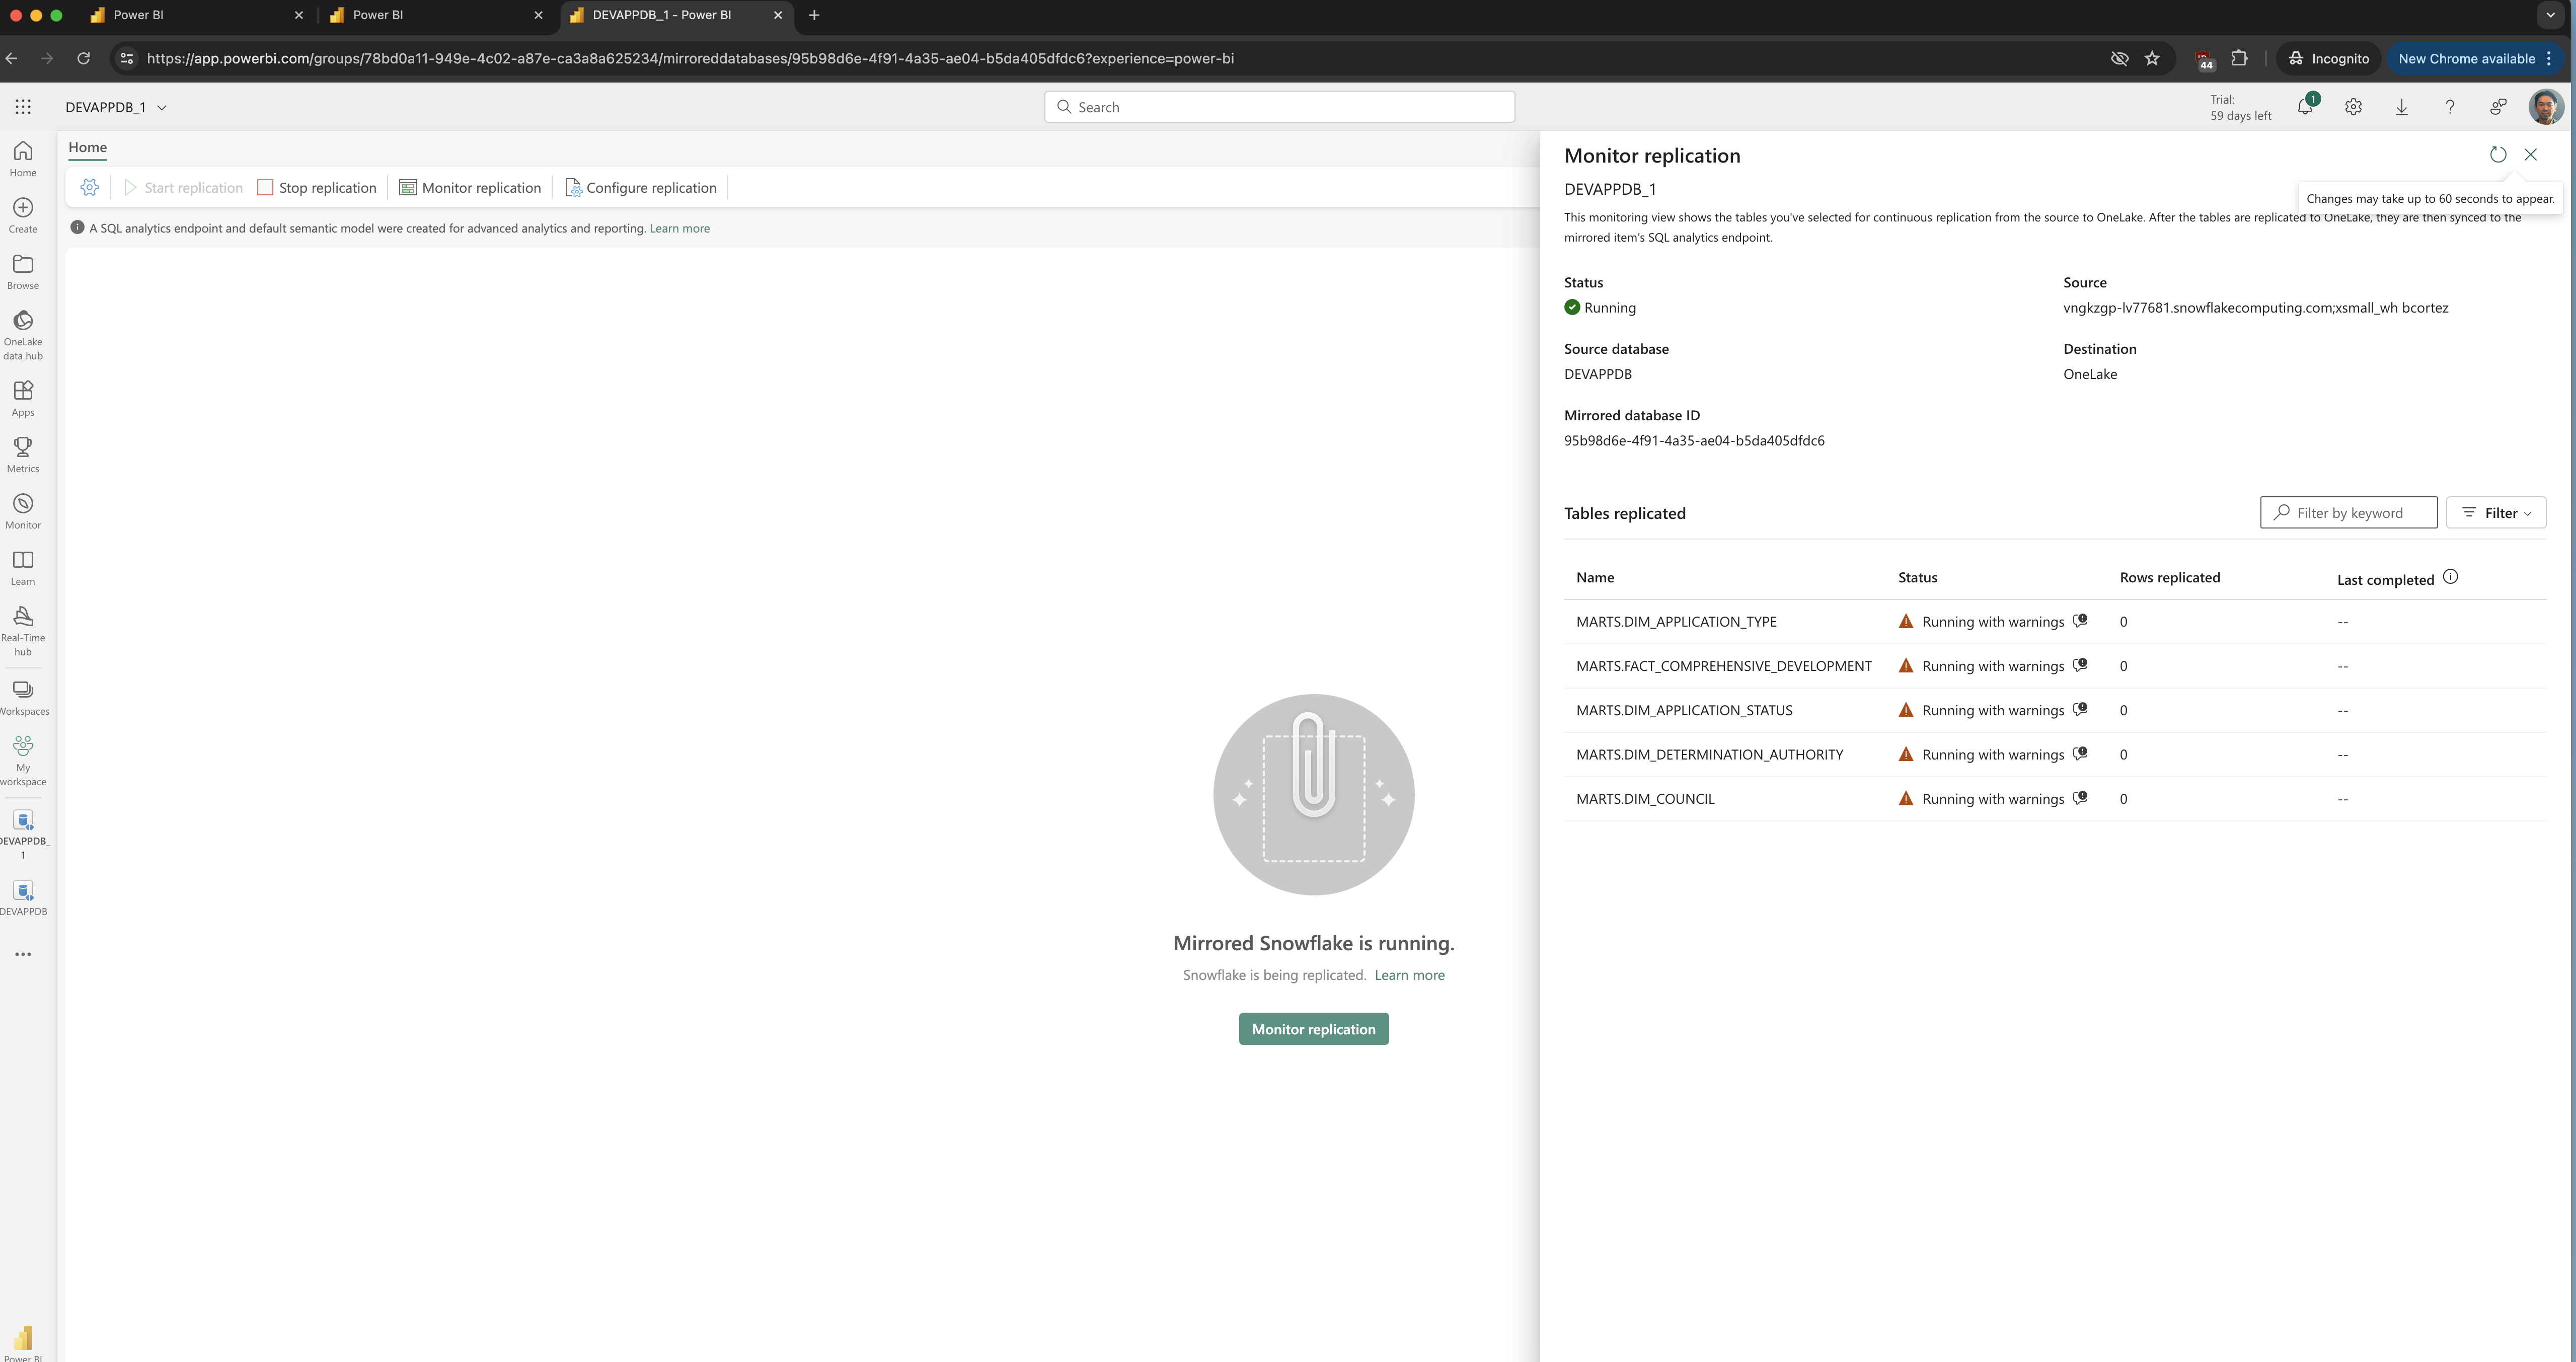 Power BI
Power BI
DEVAPPDB_1 - Power BI
https://app.powerbi.com/groups/78bd0a11-949e-4c02-a87e-ca3a8a625234/mirroreddatabases/95b98d6e-4f91-4a35-ae04-b5da405dfdc6?experience=power-bi
44
Incognito
New Chrome available
DEVAPPDB_1
Search
Trial:
59 days left
1
Home
Create
Browse
OneLake
data hub
Apps
Metrics
Monitor
Learn
Real-Time
hub
Workspaces
My
workspace
DEVAPPDB_
1
DEVAPPDB
Power BI
Home
Start replication
Stop replication
Monitor replication
Configure replication
A SQL analytics endpoint and default semantic model were created for advanced analytics and reporting. Learn more
Mirrored Snowflake is running.
Snowflake is being replicated. Learn more
Monitor replication
Monitor replication
DEVAPPDB_1
Changes may take up to 60 seconds to appear.
This monitoring view shows the tables you've selected for continuous replication from the source to OneLake. After the tables are replicated to OneLake, they are then synced to the
mirrored item's SQL analytics endpoint.
Status
Running
Source
vngkzgp-lv77681.snowflakecomputing.com;xsmall_wh bcortez
Source database
DEVAPPDB
Destination
OneLake
Mirrored database ID
95b98d6e-4f91-4a35-ae04-b5da405dfdc6
Tables replicated
Filter by keyword
Filter
Name Status Rows replicated Last completed
MARTS.DIM_APPLICATION_TYPE Running with warnings 0 --
MARTS.FACT_COMPREHENSIVE_DEVELOPMENT Running with warnings 0 --
MARTS.DIM_APPLICATION_STATUS Running with warnings 0 --
MARTS.DIM_DETERMINATION_AUTHORITY Running with warnings 0 --
MARTS.DIM_COUNCIL Running with warnings 0 --